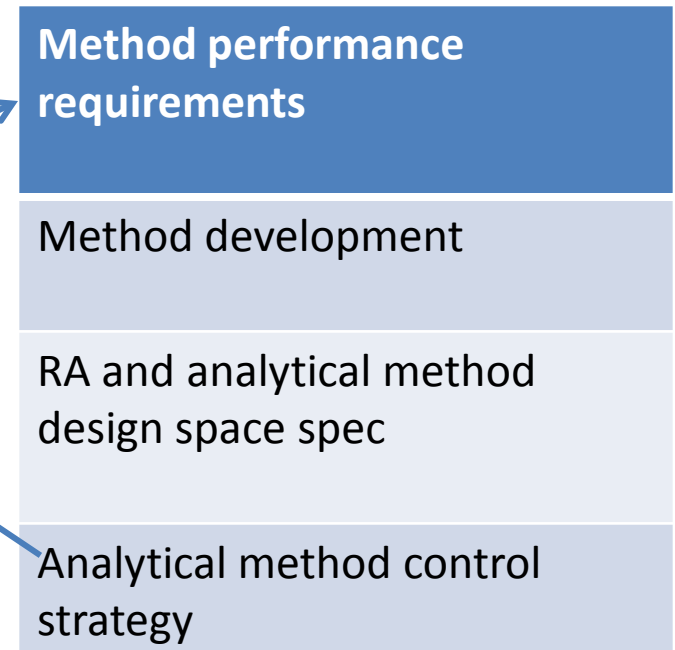 Method performance
requirements
Method development
RA and analytical method
design space spec
Analytical method control
strategy